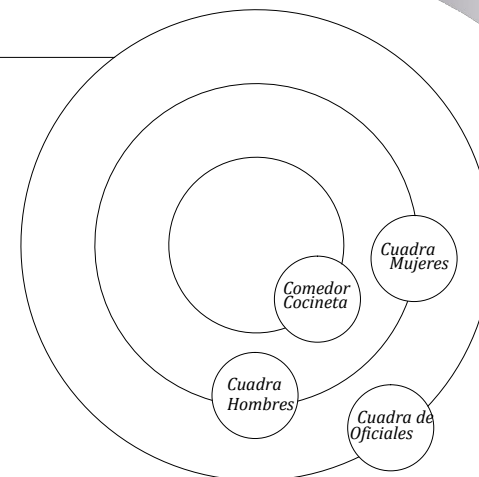 Cuadra
Mujeres
Comedor
Cocineta
Cuadra
Hombres
Cuadra de
Oficiales